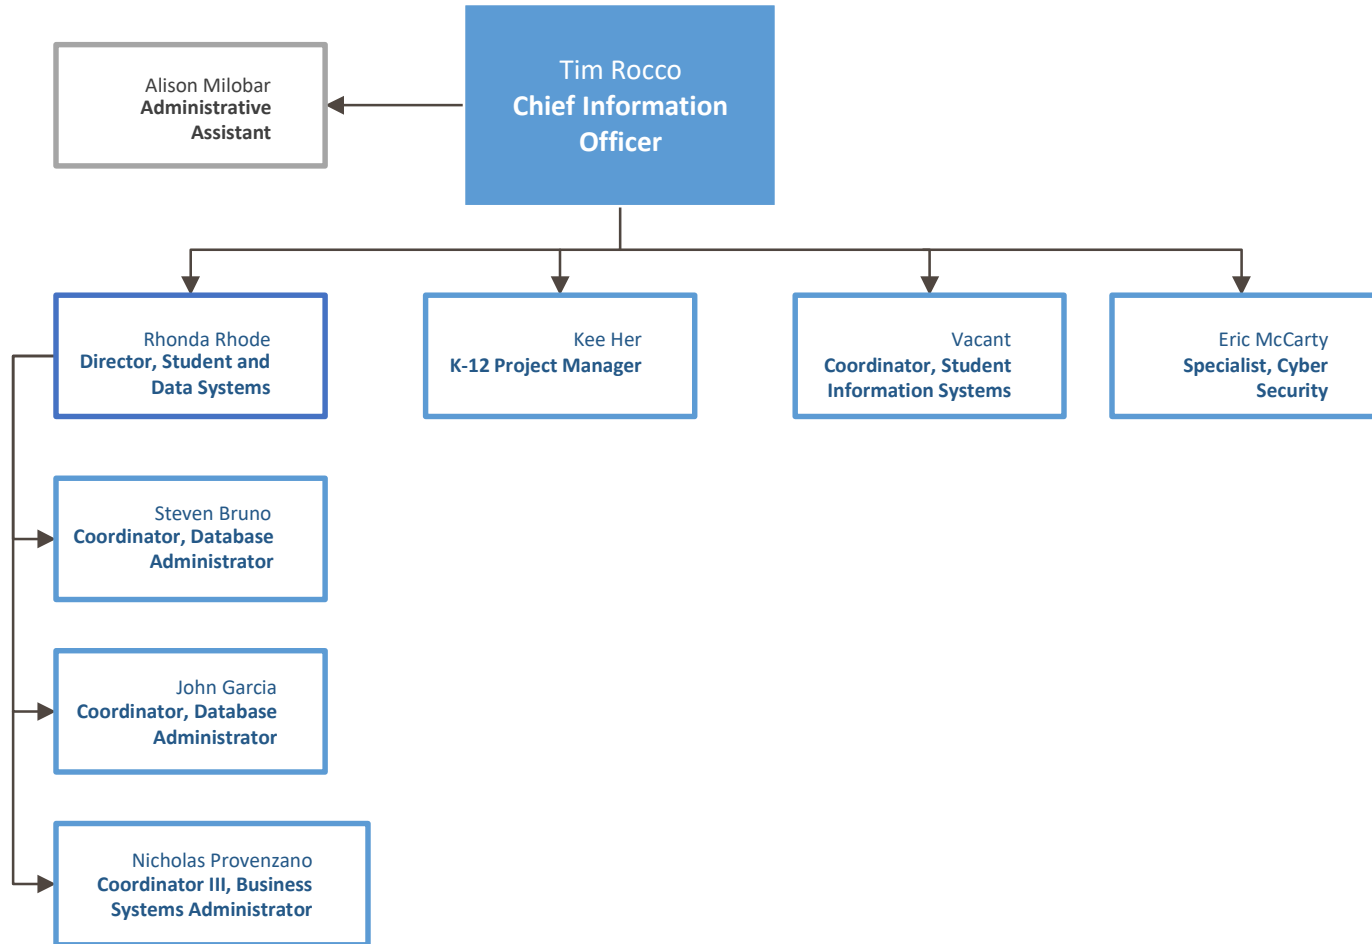 Alison Milobar
Administrative
Assistant
Tim Rocco
Chief Information
Officer
Rhonda Rhode
Director, Student and
Data Systems
Kee Her
K-12 Project Manager
Vacant
Coordinator, Student
Information Systems
Eric McCarty
Specialist, Cyber
Security
Steven Bruno
Coordinator, Database
Administrator
John Garcia
Coordinator, Database
Administrator
Nicholas Provenzano
Coordinator III, Business
Systems Administrator